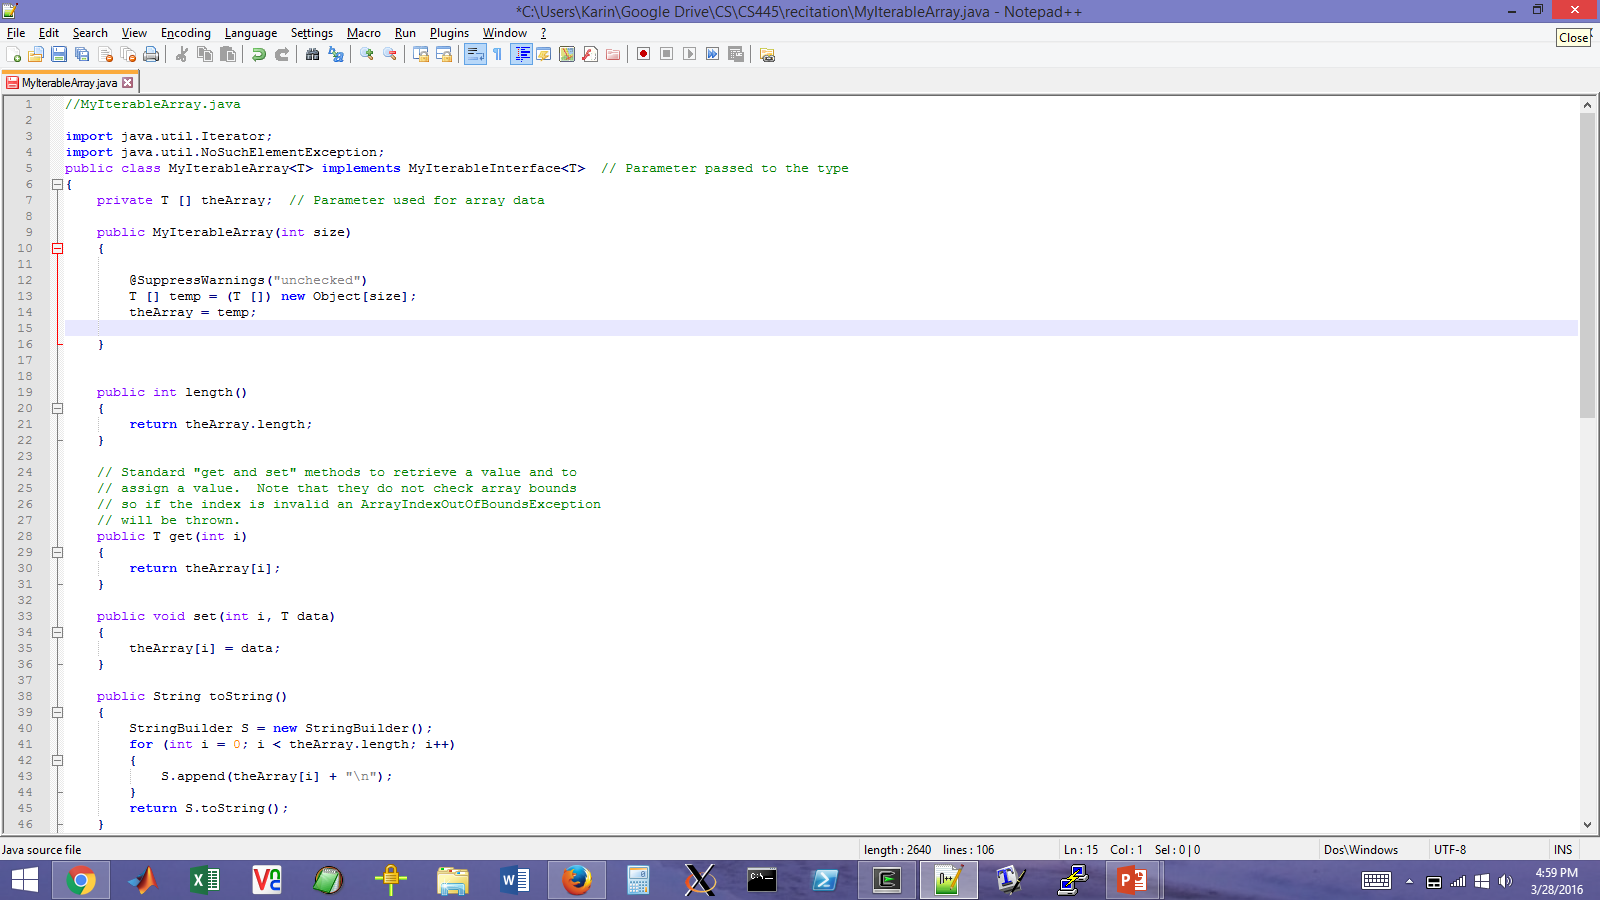 *C:\Users\Karin\Google Drive\CS\CS445\recitation\MyIterableArray.java - Notepad++
File Edit Search View Encoding Language Settings Macro Run Plugins Window ?
Close
MyIterableArray.java
1 //MyIterableArray.java
2
3 import java.util.Iterator;
4 import java.util.NoSuchElementException;
5 public class MyIterableArray<T> implements MyIterableInterface<T>  // Parameter passed to the type
6 {
7     private T [] theArray;  // Parameter used for array data
8
9     public MyIterableArray(int size)
10     {
11
12         @SuppressWarnings("unchecked")
13         T [] temp = (T []) new Object[size];
14         theArray = temp;
15
16     }
17
18
19     public int length()
20     {
21         return theArray.length;
22     }
23
24     // Standard "get and set" methods to retrieve a value and to
25     // assign a value.  Note that they do not check array bounds
26     // so if the index is invalid an ArrayIndexOutOfBoundsException
27     // will be thrown.
28     public T get(int i)
29     {
30         return theArray[i];
31     }
32
33     public void set(int i, T data)
34     {
35         theArray[i] = data;
36     }
37
38     public String toString()
39     {
40         StringBuilder S = new StringBuilder();
41         for (int i = 0; i < theArray.length; i++)
42         {
43             S.append(theArray[i] + "\n");
44         }
45         return S.toString();
46     }
Java source file length : 2640 lines : 106 Ln : 15 Col : 1 Sel : 0 | 0 Dos\Windows UTF-8 INS
4:59 PM
3/28/2016